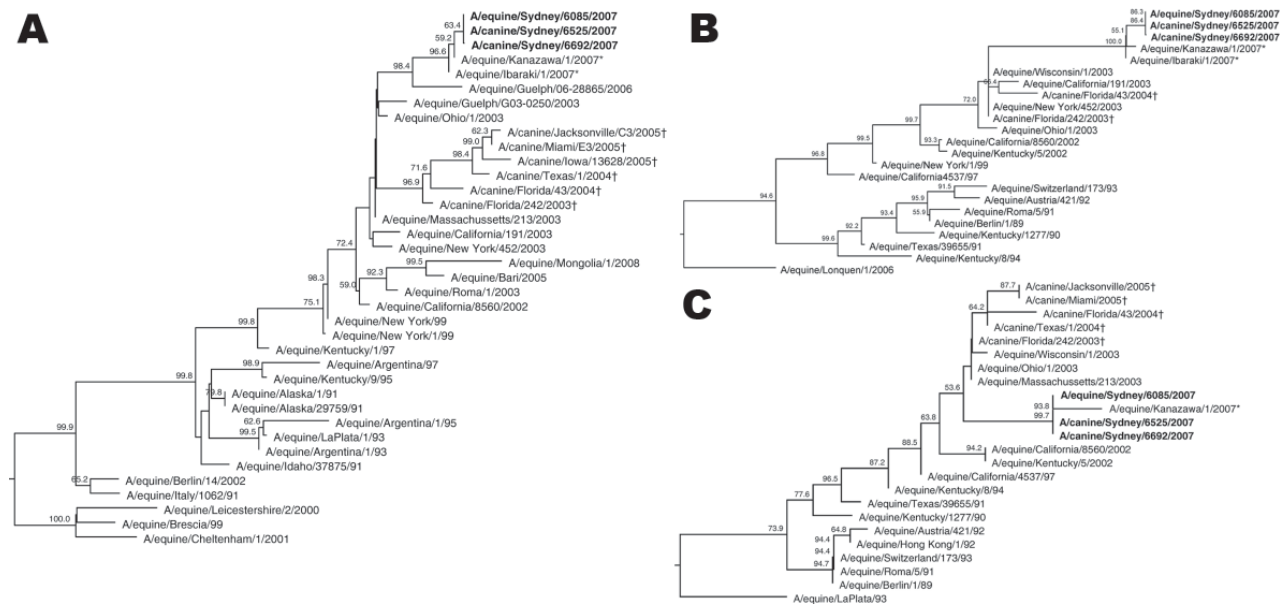 A
63.4
A/equine/Sydney/6085/2007
59.2
A/canine/Sydney/6525/2007
A/canine/Sydney/6692/2007
96.6
A/equine/Kanazawa/1/2007*
98.4
A/equine/Ibaraki/1/2007*
A/equine/Guelph/06-28865/2006
A/equine/Guelph/G03-0250/2003
A/equine/Ohio/1/2003
62.3
A/canine/Jacksonville/C3/2005†
99.0
A/canine/Miami/E3/2005†
98.4
A/canine/Iowa/13628/2005†
71.6
A/canine/Texas/1/2004†
96.9
A/canine/Florida/43/2004†
A/canine/Florida/242/2003†
A/equine/Massachussetts/213/2003
A/equine/California/191/2003
72.4
A/equine/New York/452/2003
99.5
A/equine/Mongolia/1/2008
98.3
92.3
A/equine/Bari/2005
59.0
A/equine/Roma/1/2003
75.1
A/equine/California/8560/2002
A/equine/New York/99
99.8
A/equine/New York/1/99
A/equine/Kentucky/1/97
98.9
A/equine/Argentina/97
99.8
A/equine/Kentucky/9/95
79.8
A/equine/Alaska/1/91
A/equine/Alaska/29759/91
62.6
A/equine/Argentina/1/95
99.9
99.5
A/equine/LaPlata/1/93
A/equine/Argentina/1/93
A/equine/Idaho/37875/91
65.2
A/equine/Berlin/14/2002
A/equine/Italy/1062/91
A/equine/Leicestershire/2/2000
100.0
A/equine/Brescia/99
A/equine/Cheltenham/1/2001
B
86.3
A/equine/Sydney/6085/2007
86.4
A/canine/Sydney/6525/2007
55.1
A/canine/Sydney/6692/2007
100.0
A/equine/Kanazawa/1/2007*
A/equine/Ibaraki/1/2007*
A/equine/Wisconsin/1/2003
A/equine/California/191/2003
A/canine/Florida/43/2004†
72.0
A/equine/New York/452/2003
99.7
A/canine/Florida/242/2003†
A/equine/Ohio/1/2003
99.5
93.3
A/equine/California/8560/2002
A/equine/Kentucky/5/2002
96.8
A/equine/New York/1/99
A/equine/California4537/97
91.5
A/equine/Switzerland/173/93
94.6
95.9
A/equine/Austria/421/92
93.4
55.9
A/equine/Roma/5/91
A/equine/Berlin/1/89
92.2
A/equine/Kentucky/1277/90
99.6
A/equine/Texas/39655/91
A/equine/Kentucky/8/94
A/equine/Lonquen/1/2006
C
87.7
A/canine/Jacksonville/2005†
A/canine/Miami/2005†
64.2
A/canine/Florida/43/2004†
A/canine/Texas/1/2004†
A/canine/Florida/242/2003†
A/equine/Wisconsin/1/2003
A/equine/Ohio/1/2003
A/equine/Massachusetts/213/2003
53.6
A/equine/Sydney/6085/2007
93.8
A/equine/Kanazawa/1/2007*
99.7
A/canine/Sydney/6525/2007
63.8
A/canine/Sydney/6692/2007
88.5
94.2
A/equine/California/8560/2002
A/equine/Kentucky/5/2002
87.2
A/equine/California/4537/97
96.5
A/equine/Kentucky/8/94
77.6
A/equine/Texas/39655/91
A/equine/Kentucky/1277/90
73.9
64.8
A/equine/Austria/421/92
94.4
A/equine/Hong Kong/1/92
94.4
A/equine/Switzerland/173/93
94.7
A/equine/Roma/5/91
A/equine/Berlin/1/89
A/equine/LaPlata/93